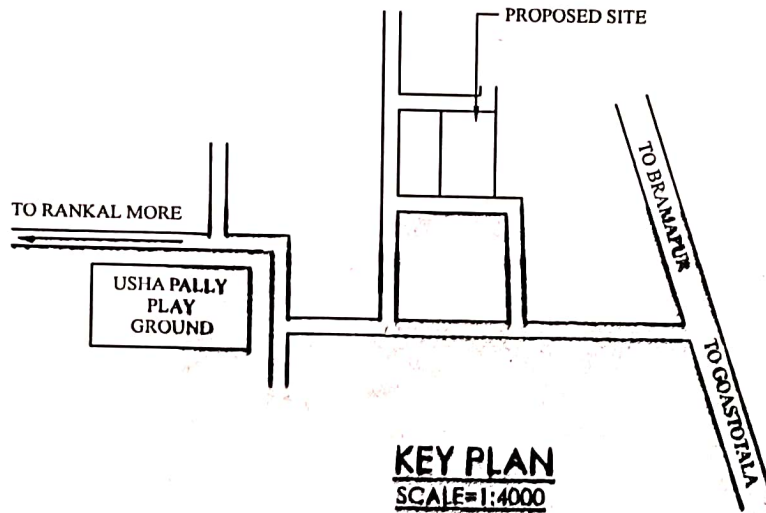 PROPOSED SITE
TO BRAMAPUR
TO RANKAL MORE
USHA PALLY
PLAY
GROUND
TO GOASTOTALA
KEY PLAN
SCALE=1:4000